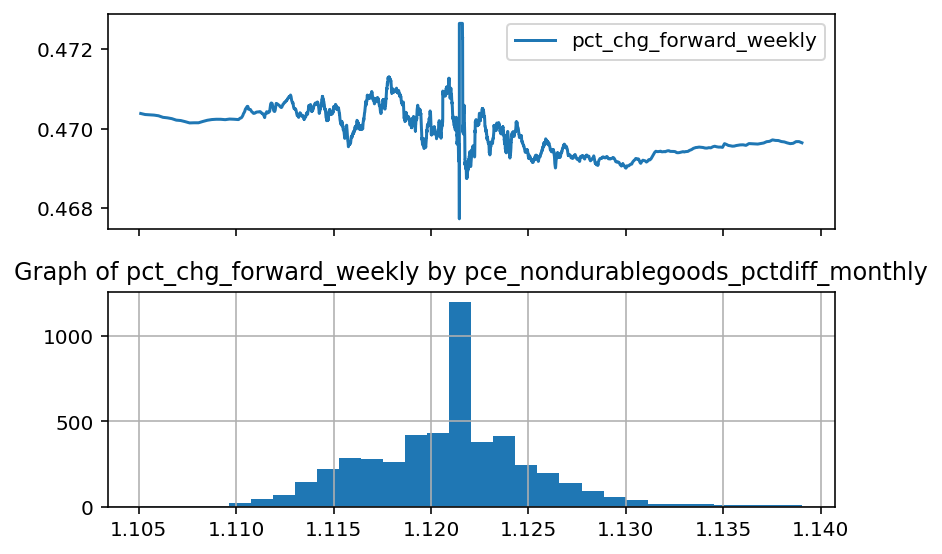 0.472
0.470
0.468
pct_chg_forward_weekly
Graph of pct_chg_forward_weekly by pce_nondurablegoods_pctdiff_monthly
1000
500
0
1.105 1.110 1.115 1.120 1.125 1.130 1.135 1.140